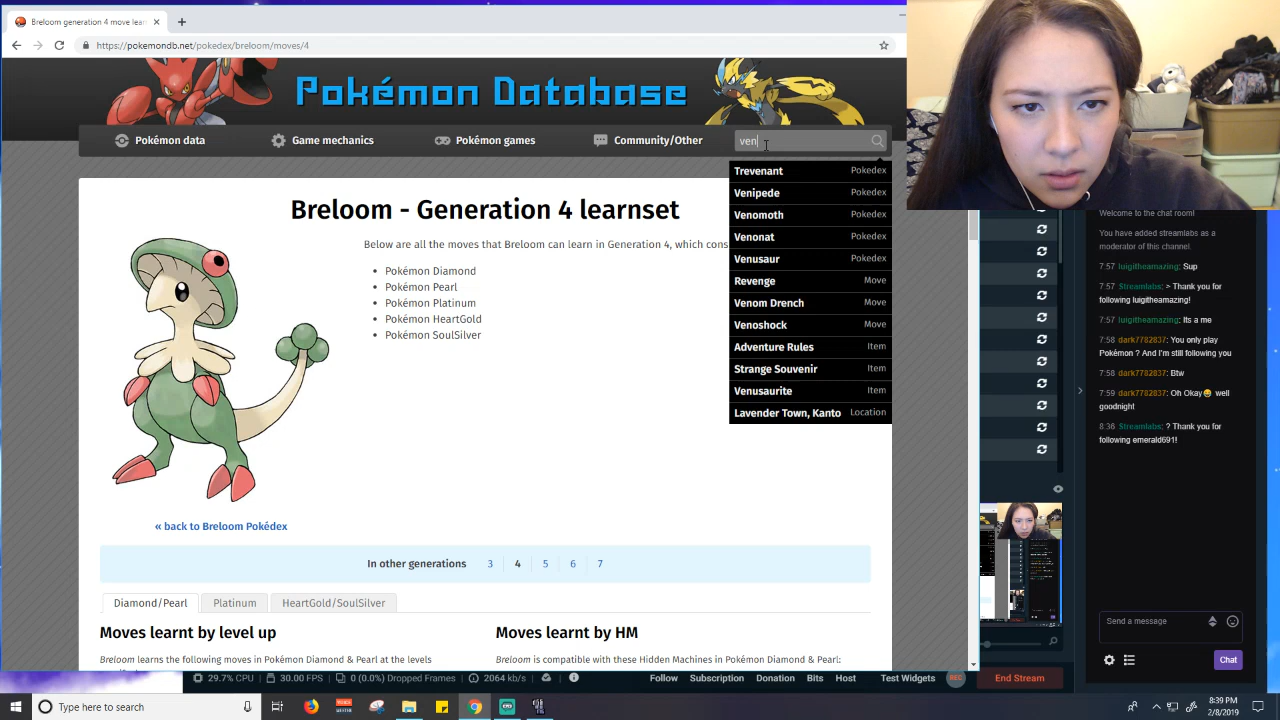 Breloom generation 4 move lear
https://pokemondb.net/pokedex/breloom/moves/4
Pokémon Database
Pokémon data
Game mechanics
Pokémon games
Community/Other
ven
Trevenant Pokedex
Venipede Pokedex
Venomoth Pokedex
Venonat Pokedex
Venusaur Pokedex
Revenge Move
Venom Drench Move
Venoshock Move
Adventure Rules Item
Strange Souvenir Item
Venusaurite Item
Lavender Town, Kanto Location
Breloom - Generation 4 learnset
Below are all the moves that Breloom can learn in Generation 4, which cons
• Pokémon Diamond
• Pokémon Pearl
• Pokémon Platinum
• Pokémon HeartGold
• Pokémon SoulSilver
« back to Breloom Pokédex
In other generations 3 4 5 6 7
Diamond/Pearl Platinum HeartGold/SoulSilver
Moves learnt by level up
Breloom learns the following moves in Pokémon Diamond & Pearl at the levels
Moves learnt by HM
Breloom is compatible with these Hidden Machines in Pokémon Diamond & Pearl:
Welcome to the chat room!
You have added streamlabs as a
moderator of this channel.
7:57 luigitheamazing: Sup
7:57 Streamlabs: > Thank you for
following luigitheamazing!
7:57 luigitheamazing: Its a me
7:58 dark7782837: You only play
Pokémon ? And I'm still following you
7:58 dark7782837: Btw
7:59 dark7782837: Oh Okay😅 well
goodnight
8:36 Streamlabs: ? Thank you for
following emerald691!
Send a message
Chat
29.7% CPU 30.00 FPS 0 (0.0%) Dropped Frames 2064 kb/s
Follow Subscription Donation Bits Host Test Widgets REC End Stream
Type here to search
8:39 PM
2/8/2019